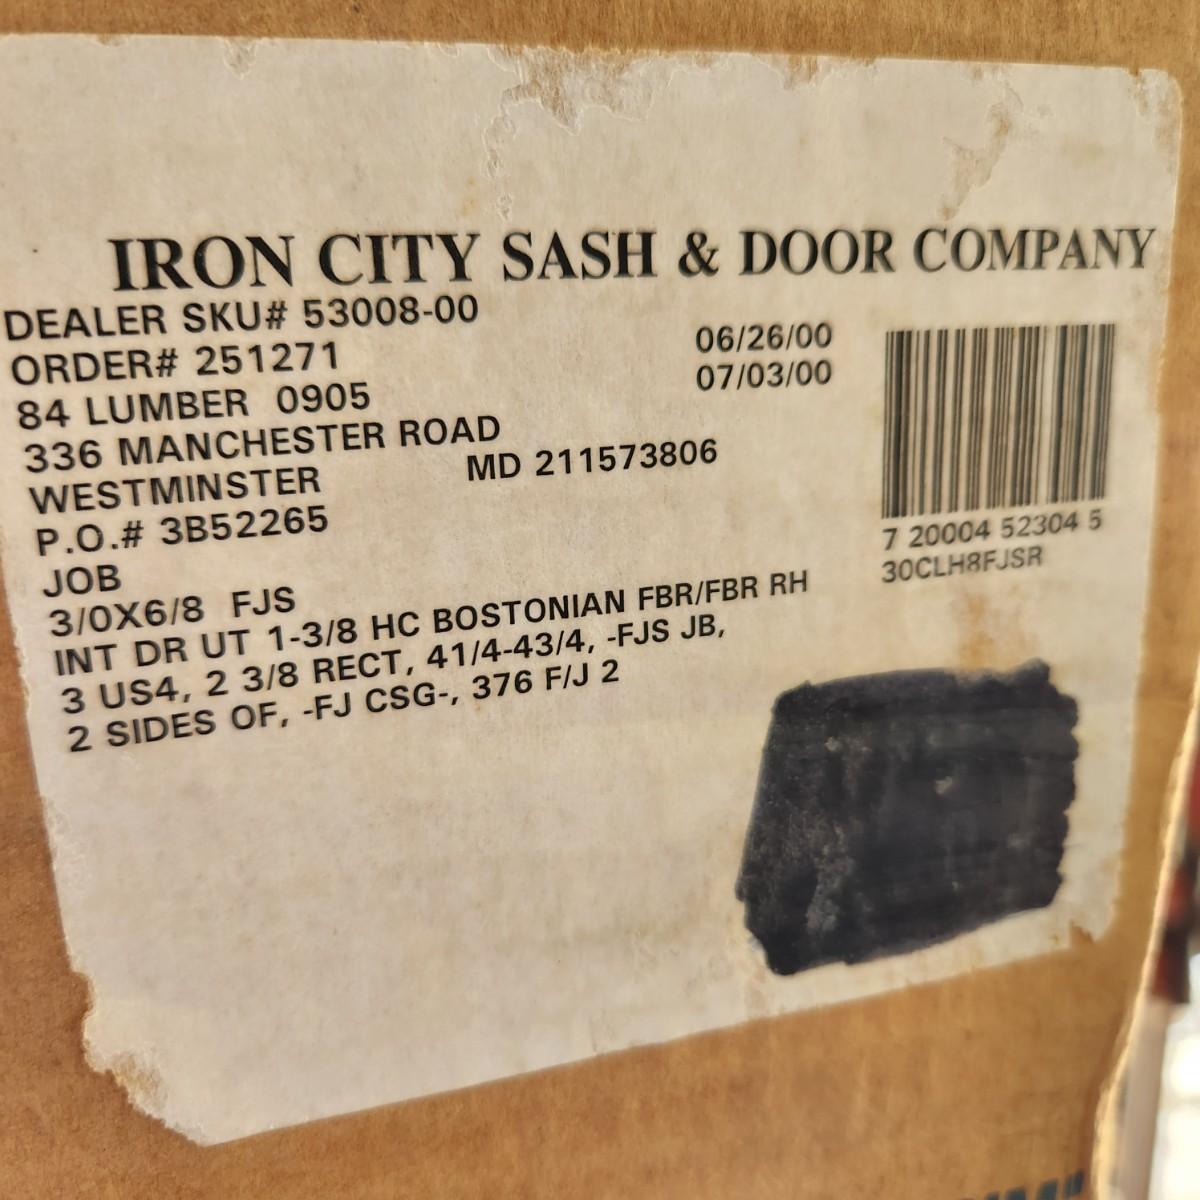 IRON CITY SASH & DOOR COMPANY
DEALER SKU# 53008-00
ORDER# 251271
06/26/00
84 LUMBER 0905
07/03/00
336 MANCHESTER ROAD
WESTMINSTER MD 211573806
P.O.# 3B52265
JOB
3/0X6/8 FJS
INT DR UT 1-3/8 HC BOSTONIAN FBR/FBR RH
3 US4, 2 3/8 RECT, 41/4-43/4, -FJS JB,
2 SIDES OF, -FJ CSG-, 376 F/J 2
7 20004 52304 5
30CLH8FJSR